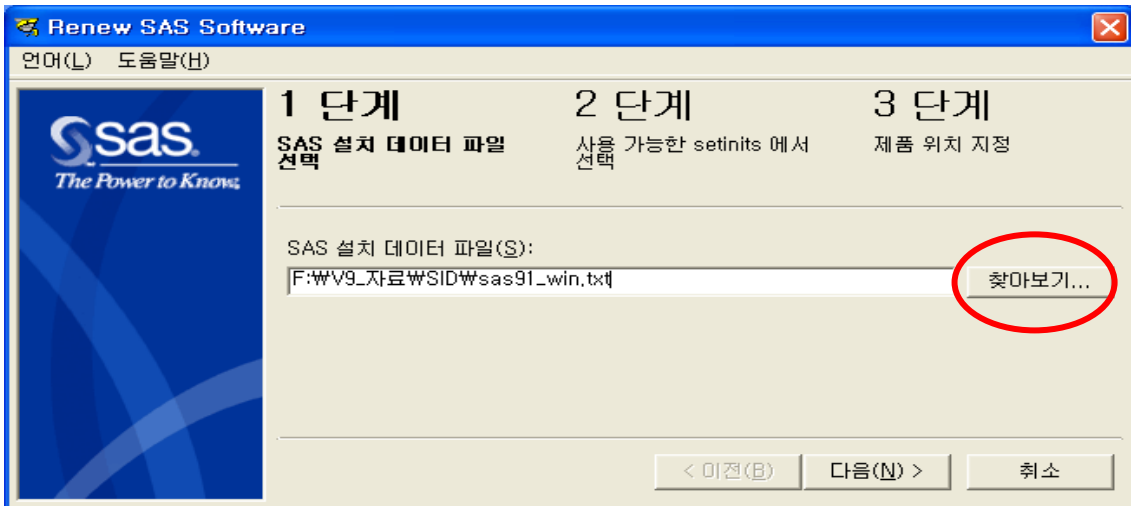 Renew SAS Software
언어(L) 도움말(H)
sas.
The Power to Know.
1 단계
SAS 설치 데이터 파일
선택
2 단계
사용 가능한 setinits 에서
선택
3 단계
제품 위치 지정
SAS 설치 데이터 파일(S):
F:₩V9_자료₩SID₩sas91_win.txt
찾아보기...
< 이전(B)
다음(N) >
취소